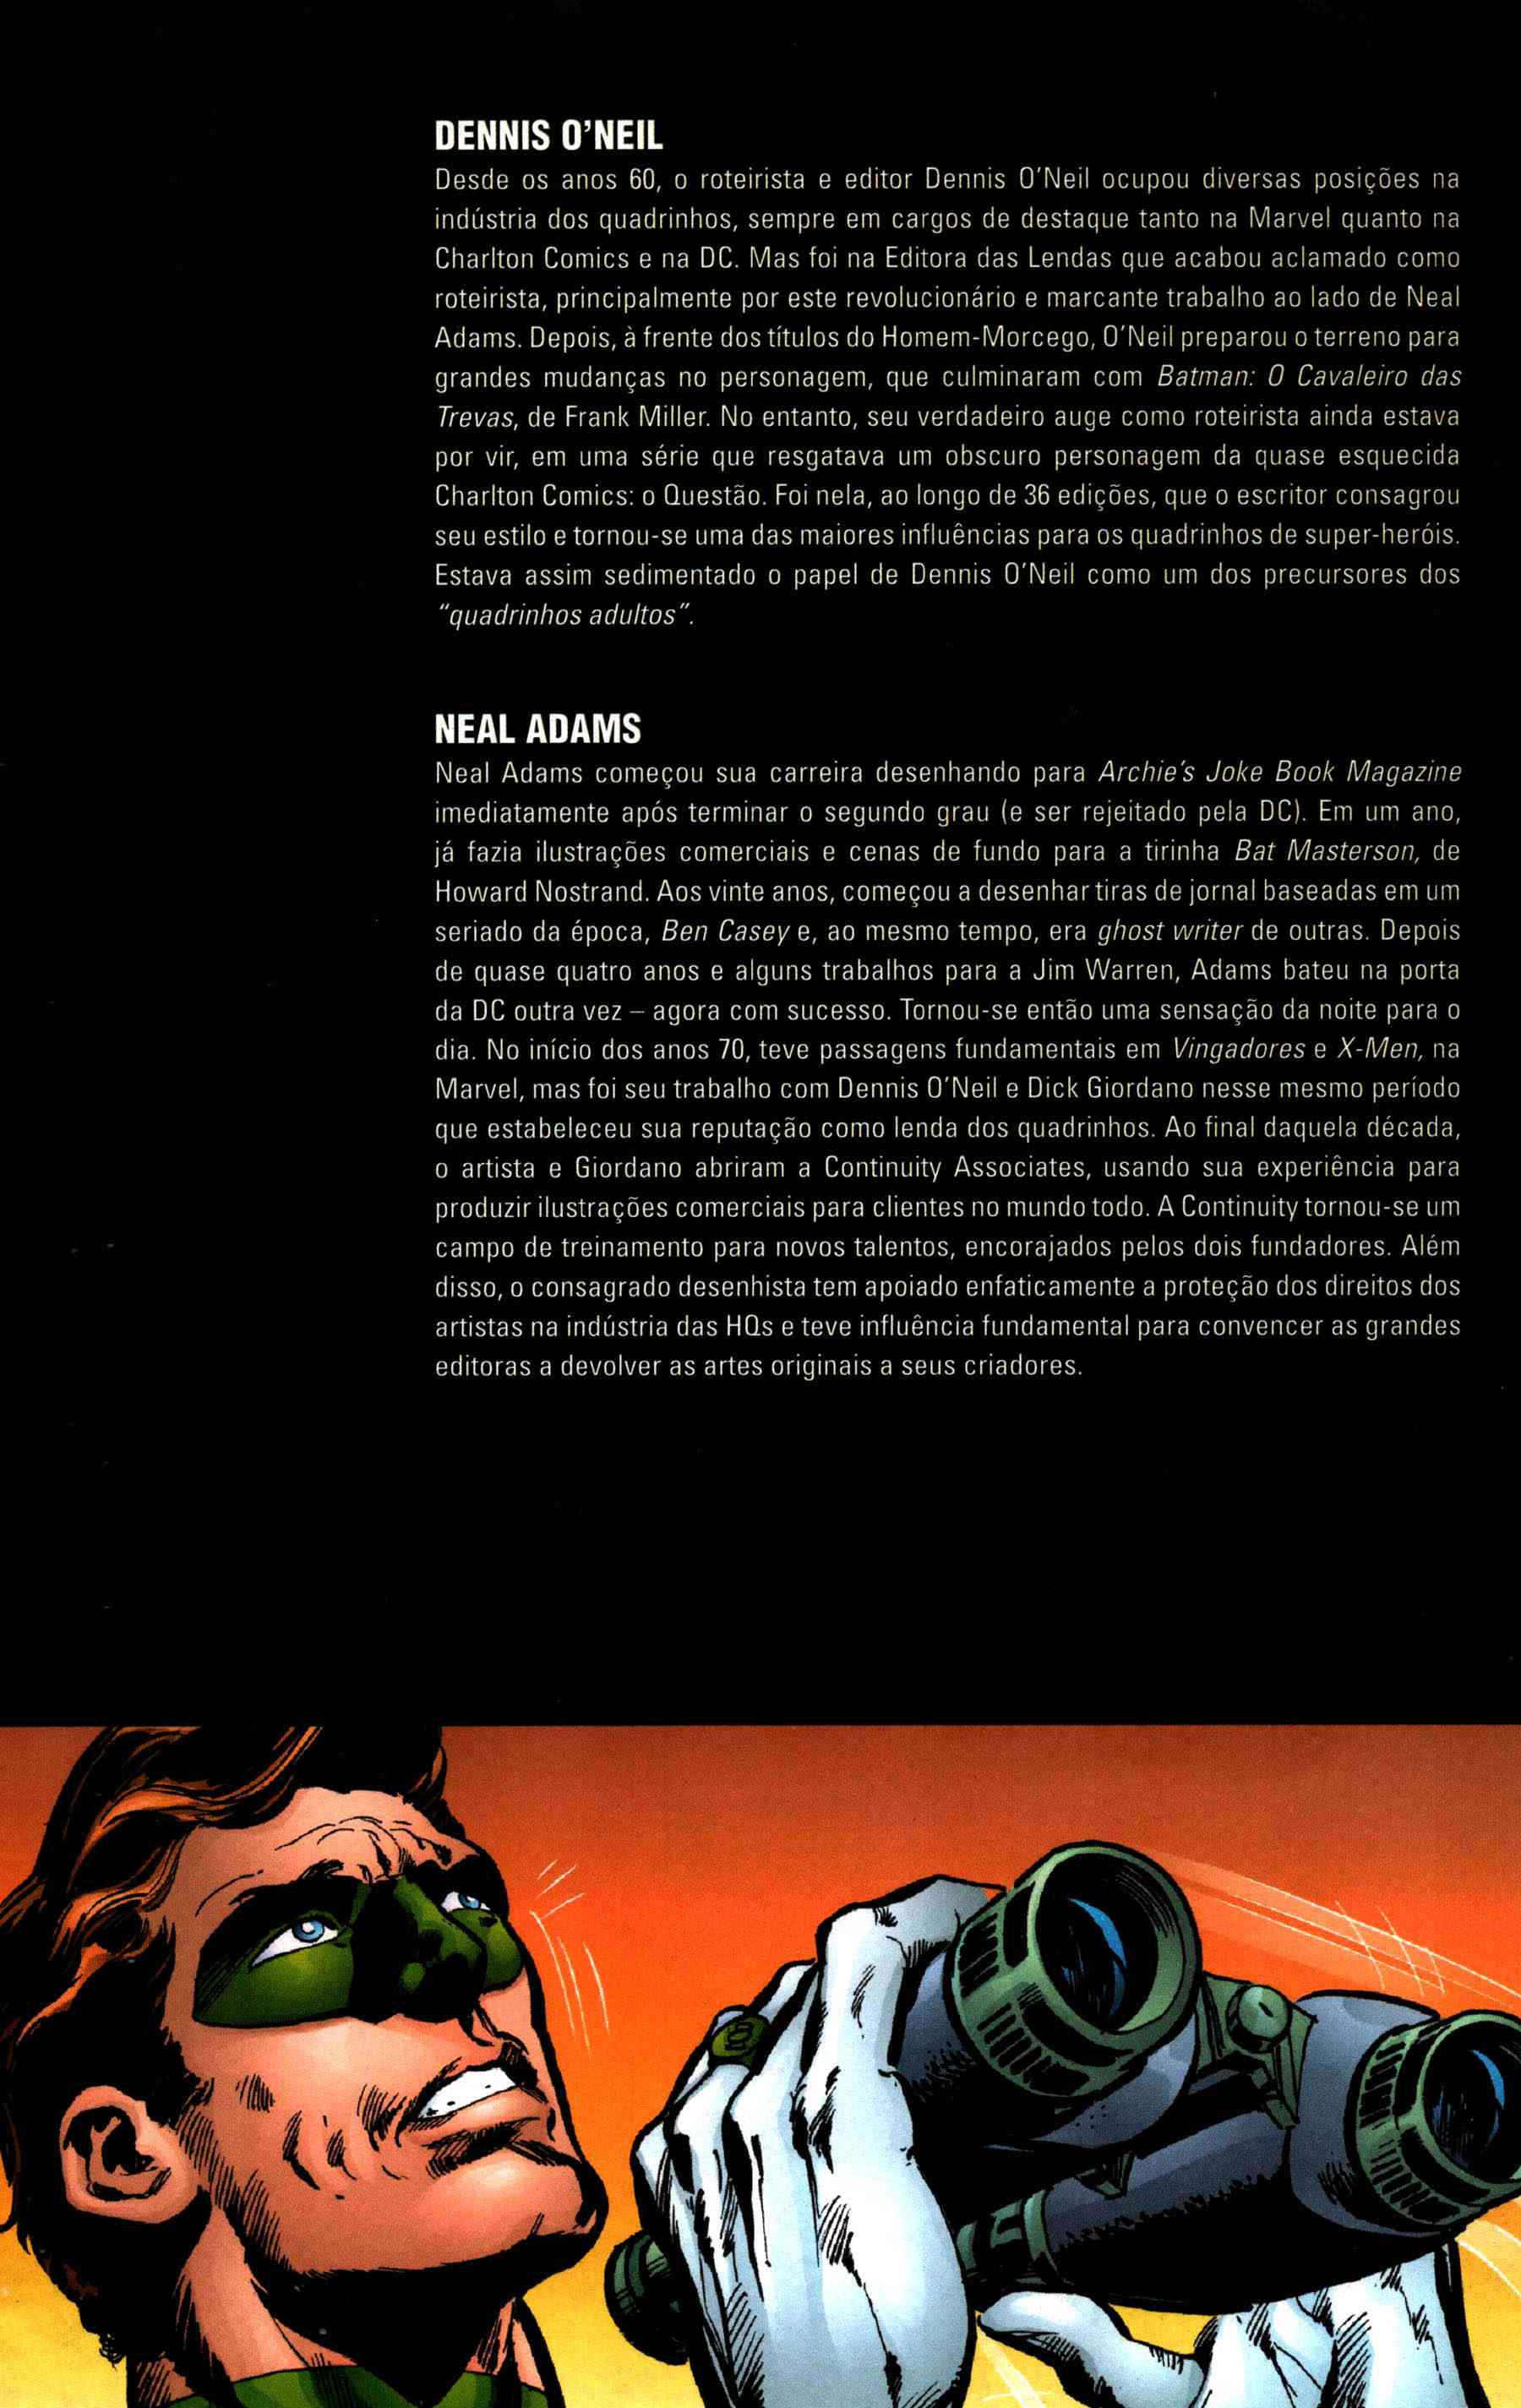 DENNIS O'NEIL
Desde os anos 60, o roteirista e editor Dennis O'Neil ocupou diversas posições na
indústria dos quadrinhos, sempre em cargos de destaque tanto na Marvel quanto na
Charlton Comics e na DC. Mas foi na Editora das Lendas que acabou aclamado como
roteirista, principalmente por este revolucionário e marcante trabalho ao lado de Neal
Adams. Depois, à frente dos títulos do Homem-Morcego, O'Neil preparou o terreno para
grandes mudanças no personagem, que culminaram com Batman: O Cavaleiro das
Trevas, de Frank Miller. No entanto, seu verdadeiro auge como roteirista ainda estava
por vir, em uma série que resgatava um obscuro personagem da quase esquecida
Charlton Comics: o Questão. Foi nela, ao longo de 36 edições, que o escritor consagrou
seu estilo e tornou-se uma das maiores influências para os quadrinhos de super-heróis.
Estava assim sedimentado o papel de Dennis O'Neil como um dos precursores dos
"quadrinhos adultos".
NEAL ADAMS
Neal Adams começou sua carreira desenhando para Archie's Joke Book Magazine
imediatamente após terminar o segundo grau (e ser rejeitado pela DC). Em um ano,
já fazia ilustrações comerciais e cenas de fundo para a tirinha Bat Masterson, de
Howard Nostrand. Aos vinte anos, começou a desenhar tiras de jornal baseadas em um
seriado da época, Ben Casey e, ao mesmo tempo, era ghost writer de outras. Depois
de quase quatro anos e alguns trabalhos para a Jim Warren, Adams bateu na porta
da DC outra vez – agora com sucesso. Tornou-se então uma sensação da noite para o
dia. No início dos anos 70, teve passagens fundamentais em Vingadores e X-Men, na
Marvel, mas foi seu trabalho com Dennis O'Neil e Dick Giordano nesse mesmo período
que estabeleceu sua reputação como lenda dos quadrinhos. Ao final daquela década,
o artista e Giordano abriram a Continuity Associates, usando sua experiência para
produzir ilustrações comerciais para clientes no mundo todo. A Continuity tornou-se um
campo de treinamento para novos talentos, encorajados pelos dois fundadores. Além
disso, o consagrado desenhista tem apoiado enfaticamente a proteção dos direitos dos
artistas na indústria das HQs e teve influência fundamental para convencer as grandes
editoras a devolver as artes originais a seus criadores.